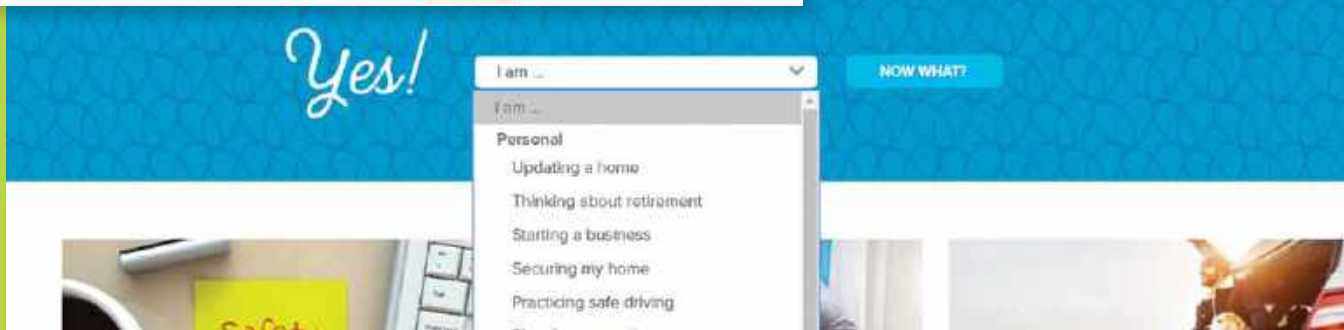 Yes!
I am ...
NOW WHAT?
I am ...
Personal
Updating a home
Thinking about retirement
Starting a business
Securing my home
Practicing safe driving
Safety